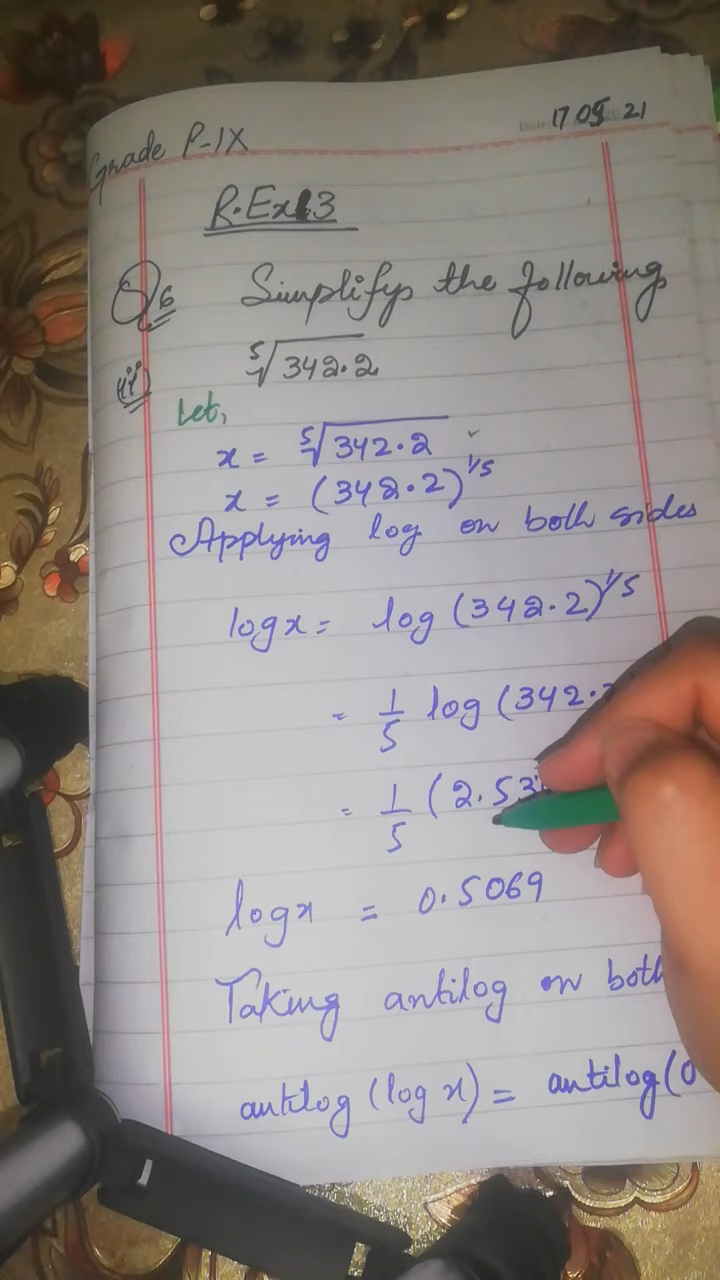 Grade P-IX
17 05 21
R.Ex 3
Q6 Simplify the following
(ii) ⁵√342.2
Let,
x = ⁵√342.2
x = (342.2)^1/5
Applying log on both sides
log x = log (342.2)^1/5
= 1/5 log (342.
= 1/5 (2.53
log x = 0.5069
Taking antilog on both
antilog (log x) = antilog (0